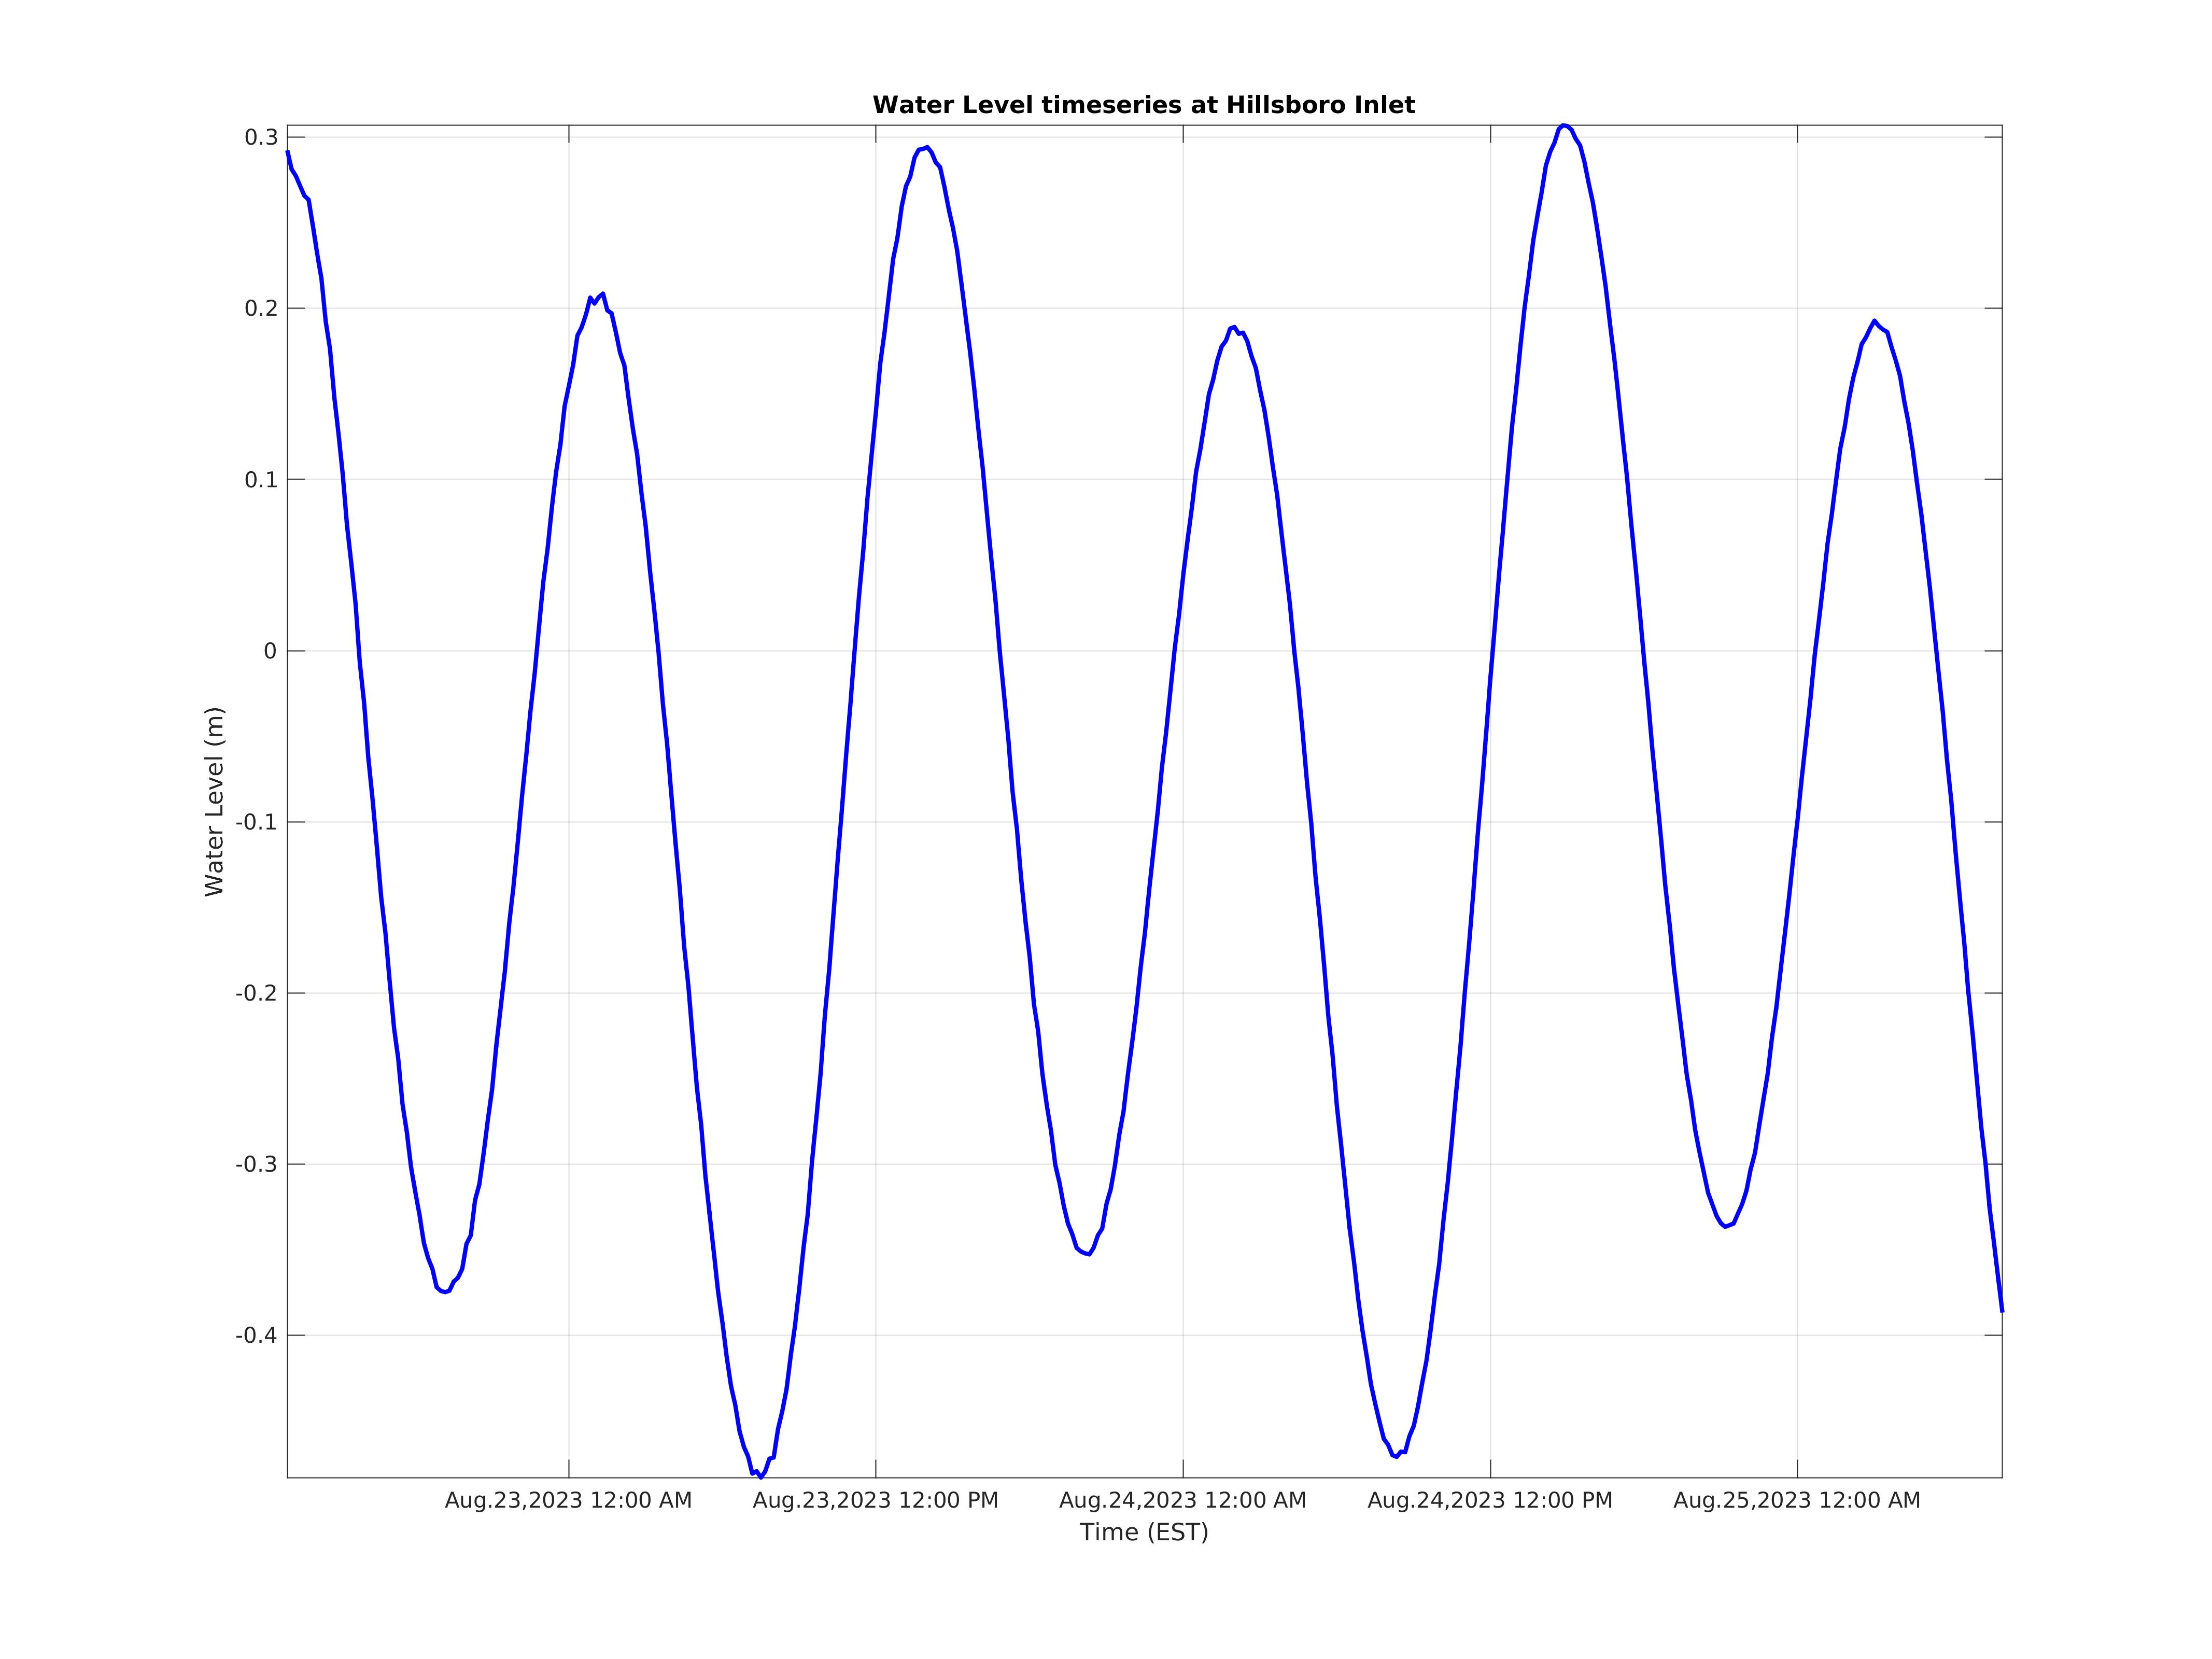 Water Level timeseries at Hillsboro Inlet
0.3
0.2
0.1
0
-0.1
-0.2
-0.3
-0.4
Water Level (m)
Aug.23,2023 12:00 AM
Aug.23,2023 12:00 PM
Aug.24,2023 12:00 AM
Aug.24,2023 12:00 PM
Aug.25,2023 12:00 AM
Time (EST)